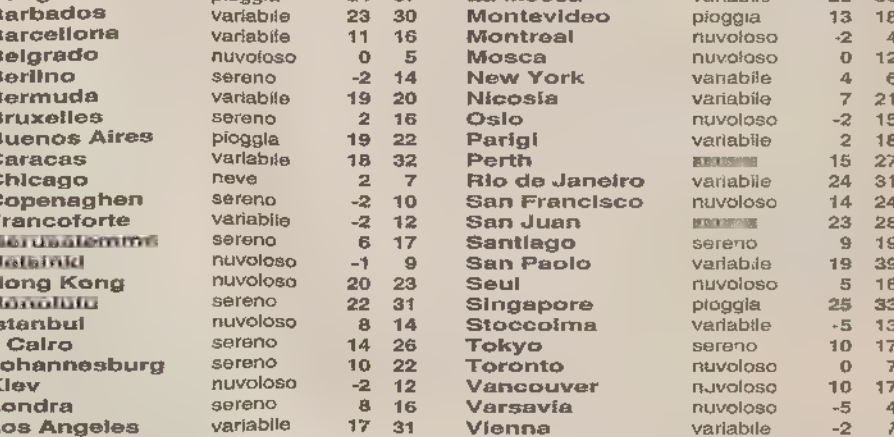 arbados variabile 23 30
arcellona variabile 11 16
elgrado nuvoloso 0 5
erlino sereno -2 14
ermuda variabile 19 20
ruxelles sereno 2 16
uenos Aires pioggia 19 22
aracas variabile 18 32
hicago neve 2 7
openaghen sereno -2 10
rancoforte variabile -2 12
sereno 6 17
nuvoloso -1 9
ong Kong nuvoloso 20 23
sereno 22 31
stanbul nuvoloso 8 14
Cairo sereno 14 26
ohannesburg sereno 10 22
iev nuvoloso -2 12
ondra sereno 8 16
os Angeles variabile 17 31
Montevideo pioggia 13 18
Montreal nuvoloso -2 4
Mosca nuvoloso 0 12
New York variabile 4 6
Nicosia variabile 7 21
Oslo nuvoloso -2 15
Parigi variabile 2 18
Perth 15 27
Rio de Janeiro variabile 24 31
San Francisco nuvoloso 14 24
San Juan 23 28
Santiago sereno 9 19
San Paolo variabile 19 39
Seul nuvoloso 5 16
Singapore pioggia 25 33
Stoccolma variabile -5 13
Tokyo sereno 10 17
Toronto nuvoloso 0 7
Vancouver nuvoloso 10 17
Varsavia nuvoloso -5 4
Vienna variabile -2 7